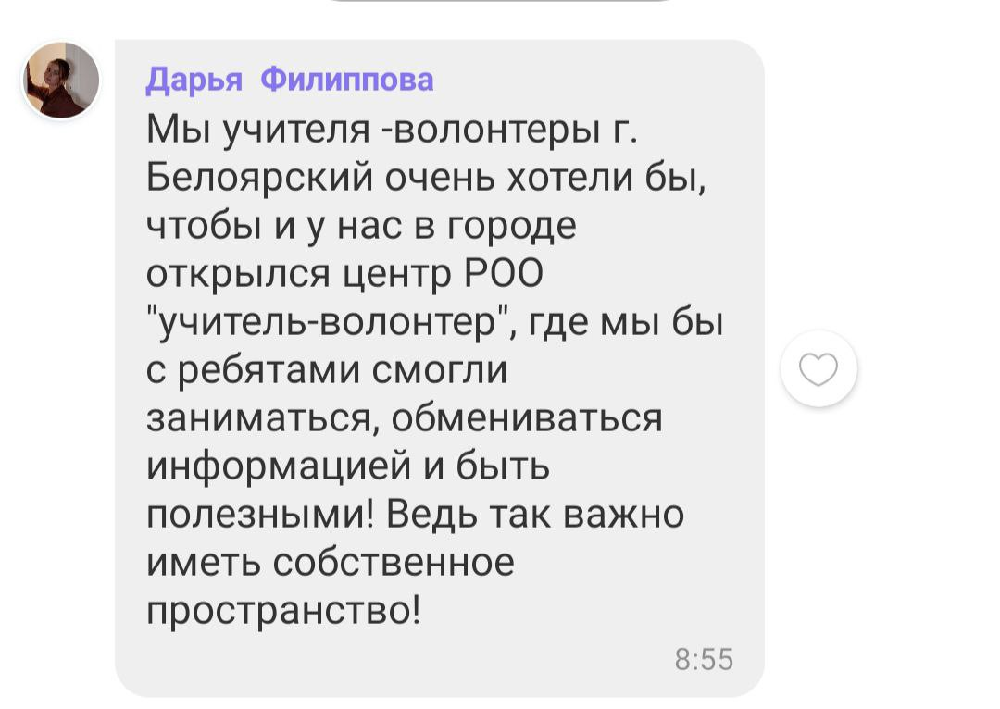 Дарья Филиппова
Мы учителя -волонтеры г.
Белоярский очень хотели бы,
чтобы и у нас в городе
открылся центр РОО
"учитель-волонтер", где мы бы
с ребятами смогли
заниматься, обмениваться
информацией и быть
полезными! Ведь так важно
иметь собственное
пространство!
8:55